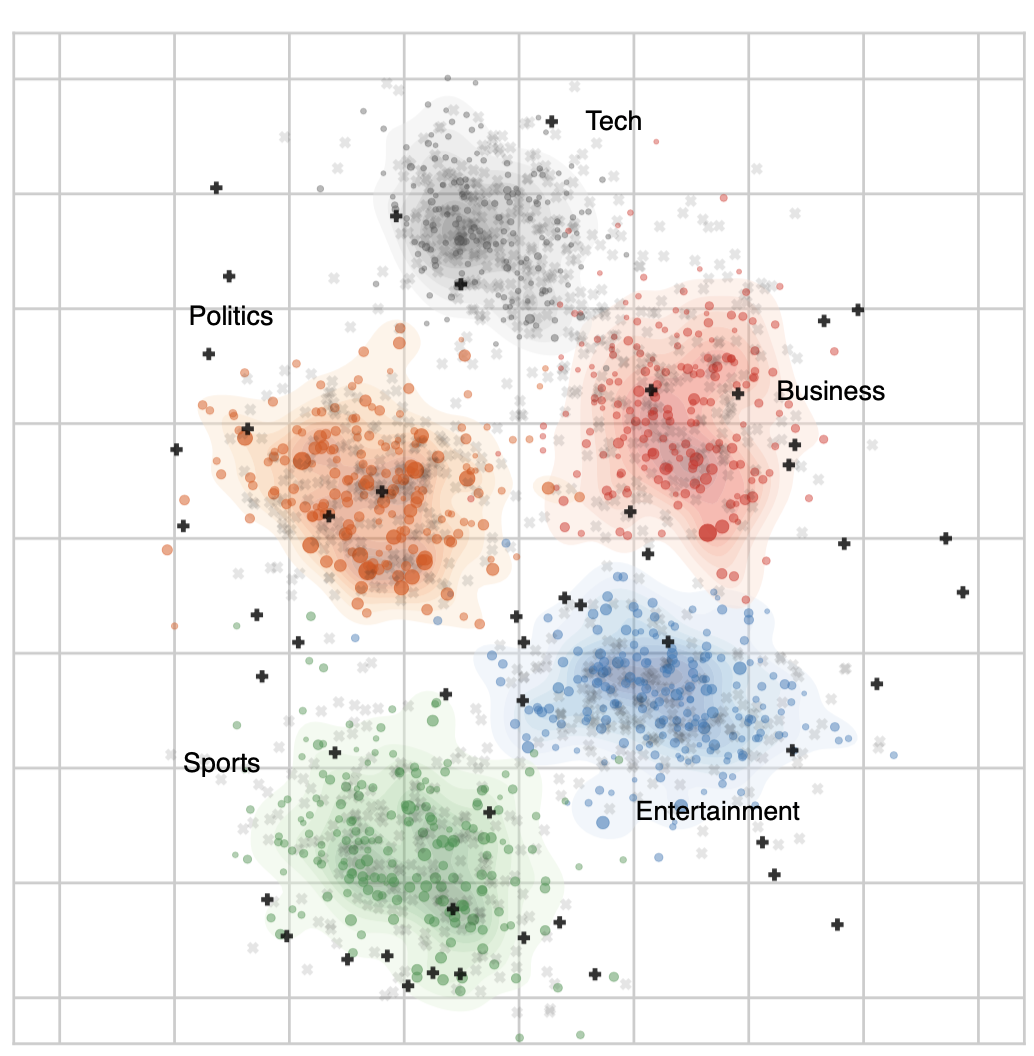 Tech
Politics
Business
Sports
Entertainment